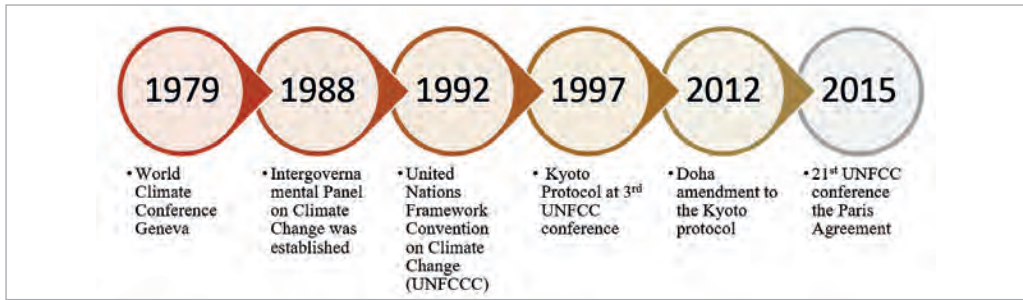 1979
1988
1992
1997
2012
2015
• World
Climate
Conference
Geneva
• Intergoverna
mental Panel
on Climate
Change was
established
• United
Nations
Framework
Convention
on Climate
Change
(UNFCCC)
• Kyoto
Protocol at 3rd
UNFCC
conference
• Doha
amendment to
the Kyoto
protocol
• 21st UNFCC
conference
the Paris
Agreement